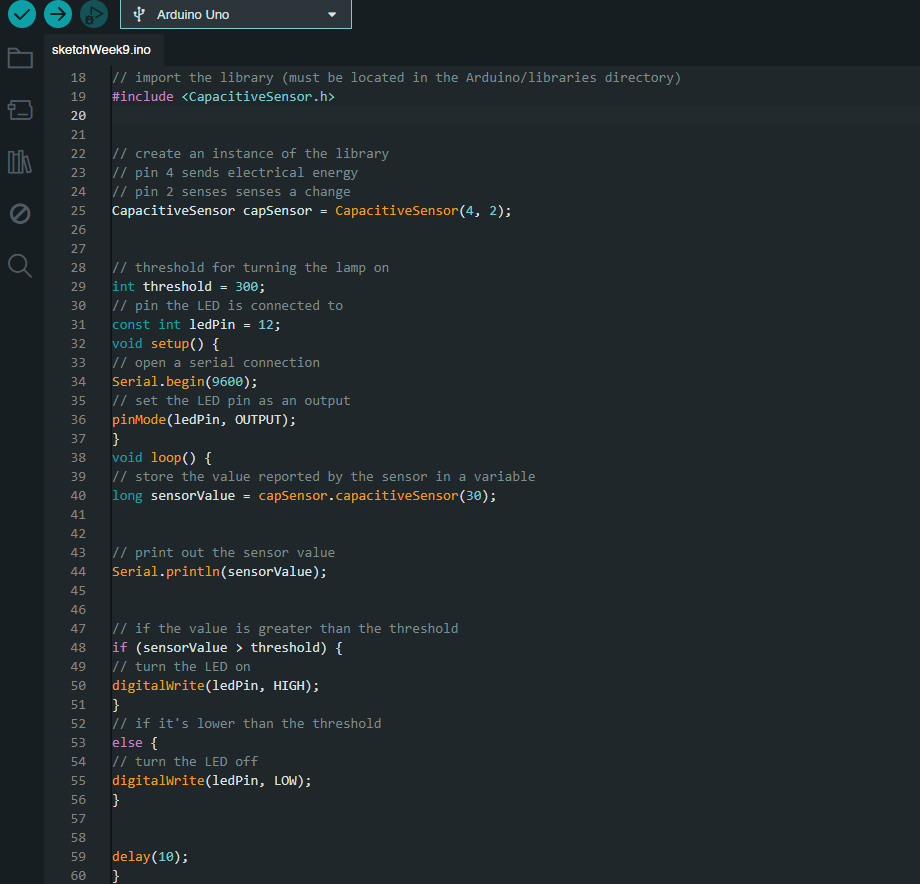 Arduino Uno
sketchWeek9.ino
18 // import the library (must be located in the Arduino/libraries directory)
19 #include <CapacitiveSensor.h>
20
21
22 // create an instance of the library
23 // pin 4 sends electrical energy
24 // pin 2 senses senses a change
25 CapacitiveSensor capSensor = CapacitiveSensor(4, 2);
26
27
28 // threshold for turning the lamp on
29 int threshold = 300;
30 // pin the LED is connected to
31 const int ledPin = 12;
32 void setup() {
33 // open a serial connection
34 Serial.begin(9600);
35 // set the LED pin as an output
36 pinMode(ledPin, OUTPUT);
37 }
38 void loop() {
39 // store the value reported by the sensor in a variable
40 long sensorValue = capSensor.capacitiveSensor(30);
41
42
43 // print out the sensor value
44 Serial.println(sensorValue);
45
46
47 // if the value is greater than the threshold
48 if (sensorValue > threshold) {
49 // turn the LED on
50 digitalWrite(ledPin, HIGH);
51 }
52 // if it's lower than the threshold
53 else {
54 // turn the LED off
55 digitalWrite(ledPin, LOW);
56 }
57
58
59 delay(10);
60 }